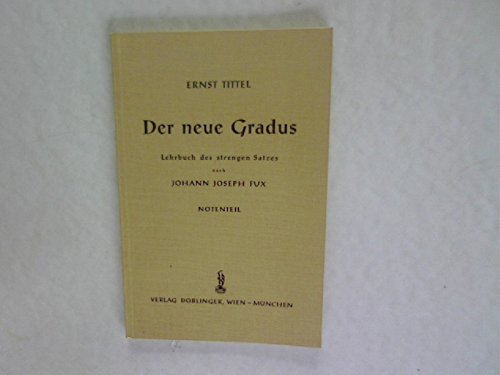 ERNST TITTEL
Der neue Gradus
Lehrbuch des strengen Satzes
nach
JOHANN JOSEPH FUX
NOTENTEIL
VERLAG DOBLINGER, WIEN – MÜNCHEN